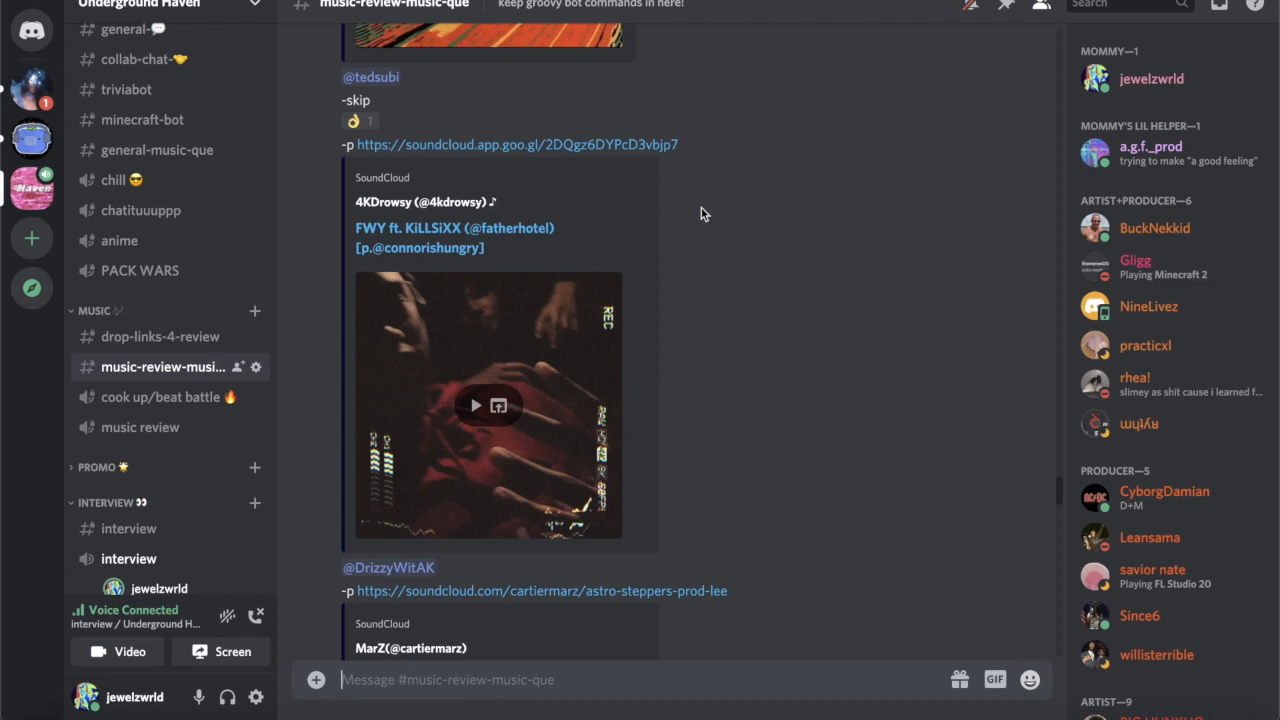 Underground Haven
general-💬
collab-chat-🤝
triviabot
minecraft-bot
general-music-que
chill 😎
chatituuuppp
anime
PACK WARS
MUSIC
drop-links-4-review
music-review-musi...
cook up/beat battle 🔥
music review
PROMO 🌟
INTERVIEW 👀
interview
interview
jewelzwrld
Voice Connected
interview / Underground H...
Video Screen
jewelzwrld
1
Haven
# music-review-music-que keep groovy bot commands in here!
Search
@tedsubi
-skip
👌 1
-p https://soundcloud.app.goo.gl/2DQgz6DYPcD3vbjp7
SoundCloud
4KDrowsy (@4kdrowsy) ♪
FWY ft. KiLLSiXX (@fatherhotel)
[p.@connorishungry]
REC
@DrizzyWitAK
-p https://soundcloud.com/cartiermarz/astro-steppers-prod-lee
SoundCloud
MarZ(@cartiermarz)
Message #music-review-music-que
GIF
MOMMY—1
jewelzwrld
MOMMY'S LIL HELPER—1
a.g.f._prod
trying to make "a good feeling"
ARTIST+PRODUCER—6
BuckNekkid
Gligg
Playing Minecraft 2
NineLivez
practicxl
rhea!
slimey as shit cause i learned f...
PRODUCER—5
CyborgDamian
D+M
Leansama
savior nate
Playing FL Studio 20
Since6
willisterrible
ARTIST—9